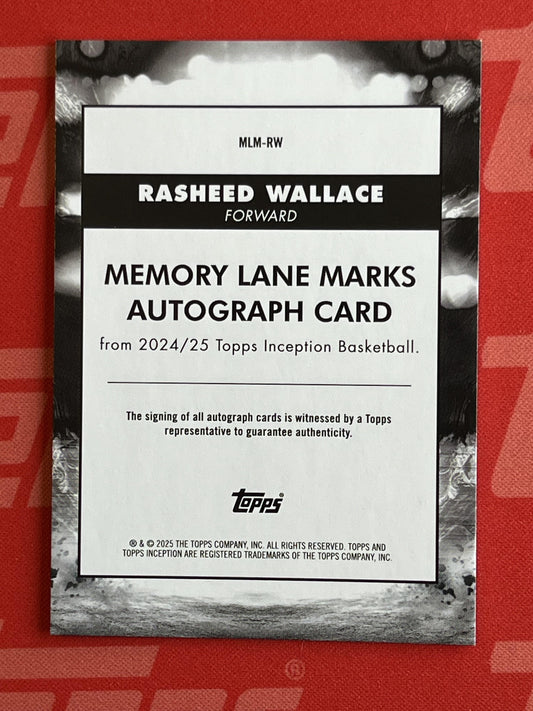 MLM-RW
RASHEED WALLACE
FORWARD
MEMORY LANE MARKS
AUTOGRAPH CARD
from 2024/25 Topps Inception Basketball.
The signing of all autograph cards is witnessed by a Topps
representative to guarantee authenticity.
topps®
® & © 2025 THE TOPPS COMPANY, INC. ALL RIGHTS RESERVED. TOPPS AND
TOPPS INCEPTION ARE REGISTERED TRADEMARKS OF THE TOPPS COMPANY, INC.
®